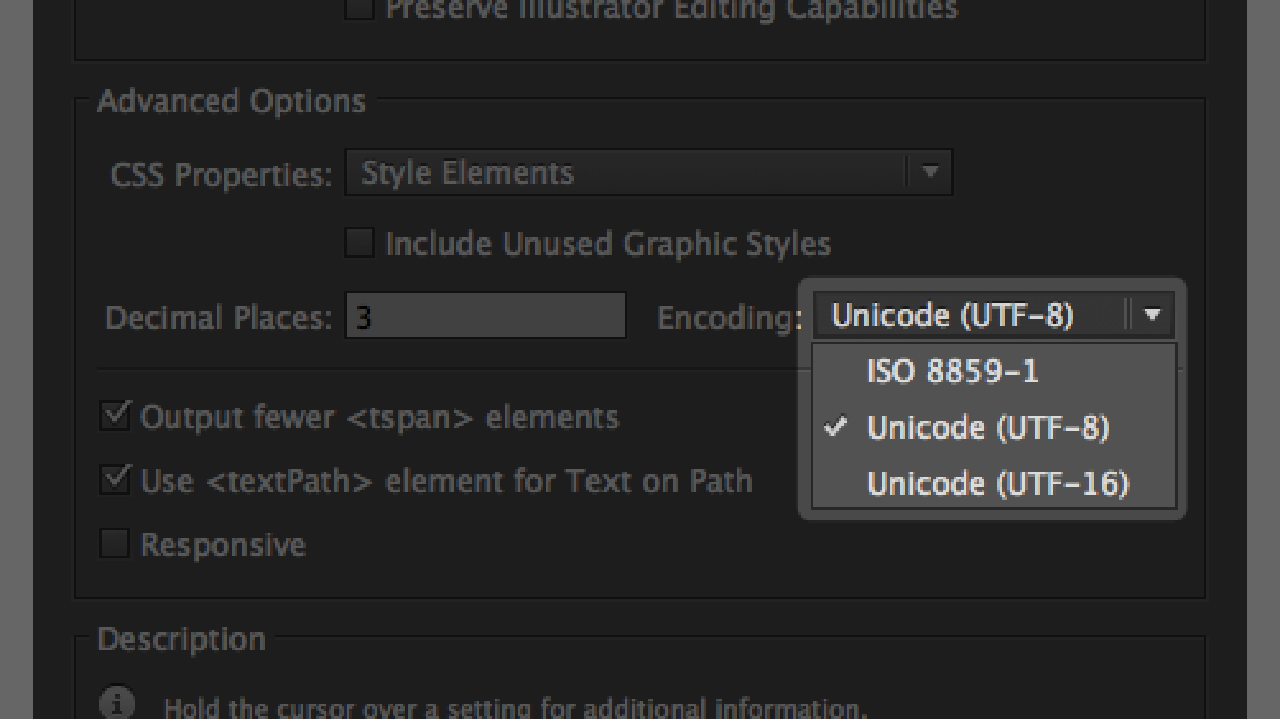 Preserve Illustrator Editing Capabilities
Advanced Options
CSS Properties: Style Elements
Include Unused Graphic Styles
Decimal Places: 3 Encoding: Unicode (UTF-8)
ISO 8859-1
Unicode (UTF-8)
Unicode (UTF-16)
Output fewer <tspan> elements
Use <textPath> element for Text on Path
Responsive
Description
Hold the cursor over a setting for additional information.